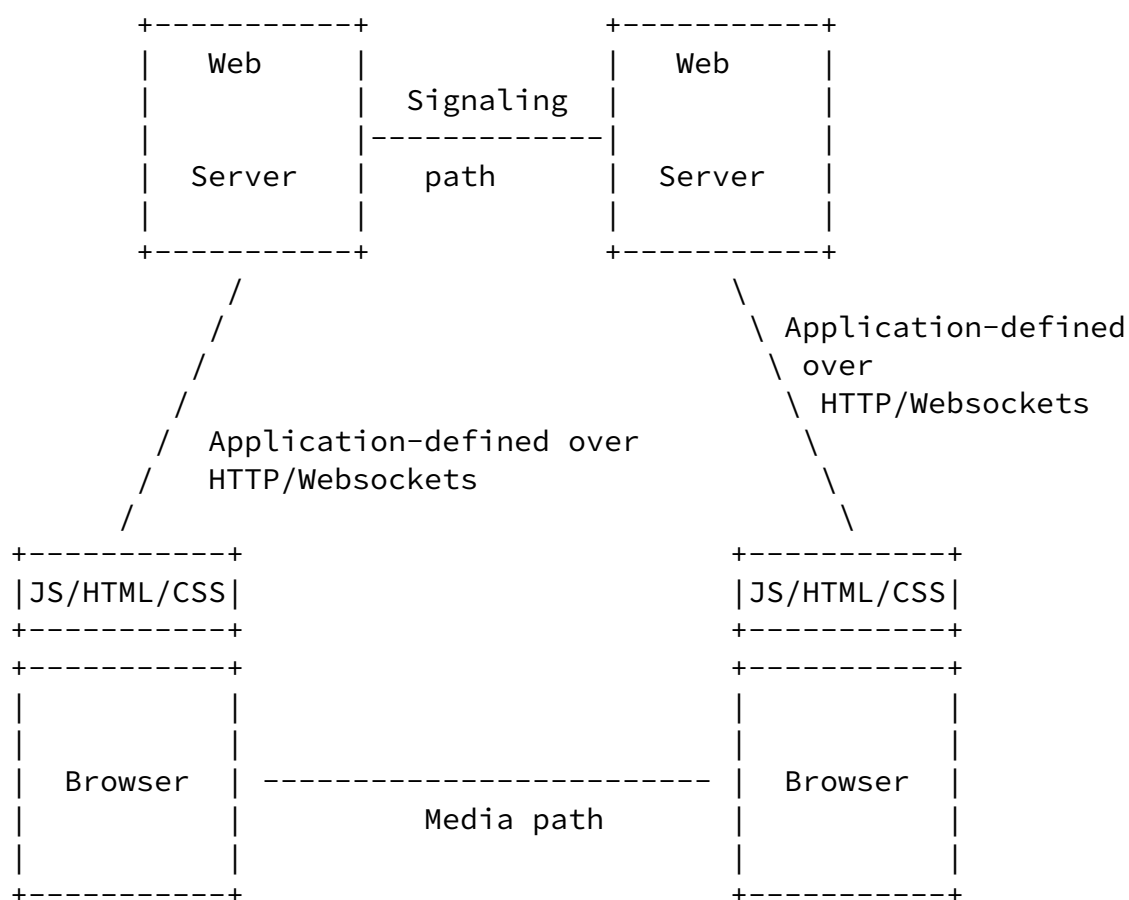 Web Web
Signaling
Server path Server
Application-defined
over
HTTP/Websockets
Application-defined over
HTTP/Websockets
JS/HTML/CSS JS/HTML/CSS
Browser Browser
Media path